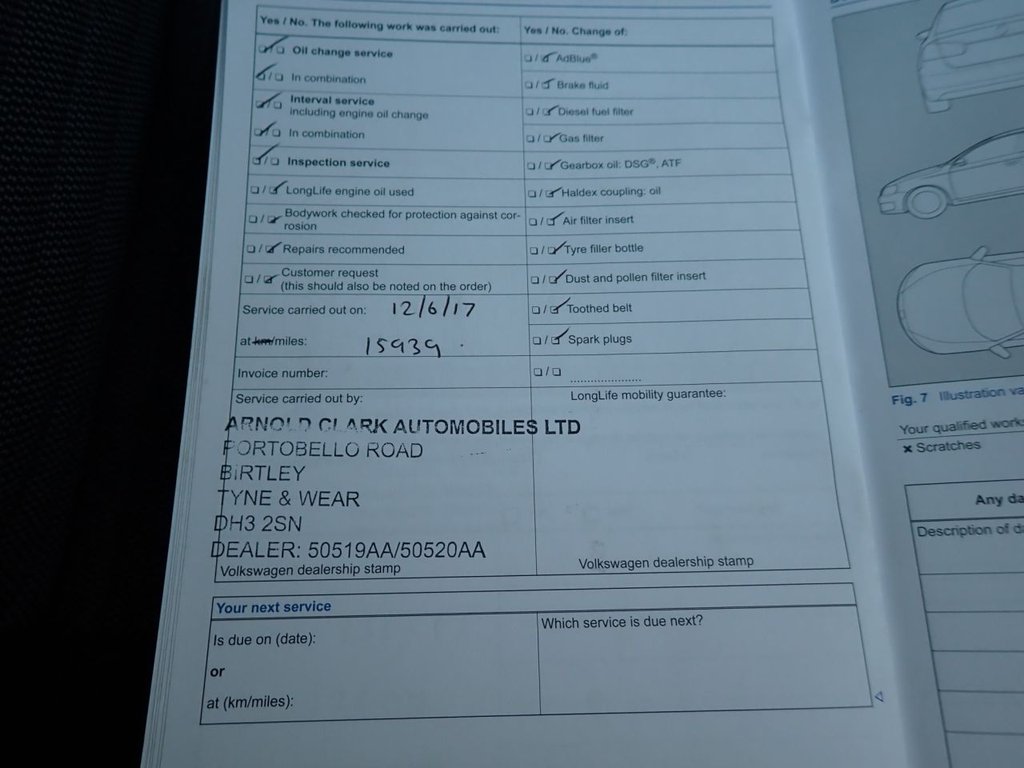 Yes / No. The following work was carried out:
Yes / No. Change of:
Oil change service
In combination
Interval service
including engine oil change
In combination
Inspection service
LongLife engine oil used
Bodywork checked for protection against cor-
rosion
Repairs recommended
Customer request
(this should also be noted on the order)
AdBlue®
Brake fluid
Diesel fuel filter
Gas filter
Gearbox oil: DSG®, ATF
Haldex coupling: oil
Air filter insert
Tyre filler bottle
Dust and pollen filter insert
Toothed belt
Spark plugs
Service carried out on: 12/6/17
at km/miles: 15939
Invoice number:
Service carried out by:
ARNOLD CLARK AUTOMOBILES LTD
PORTOBELLO ROAD
BIRTLEY
TYNE & WEAR
DH3 2SN
DEALER: 50519AA/50520AA
Volkswagen dealership stamp
LongLife mobility guarantee:
Volkswagen dealership stamp
Your next service
Is due on (date):
or
at (km/miles):
Which service is due next?
Fig. 7 Illustration
Your qualified
× Scratches
Any
Description of